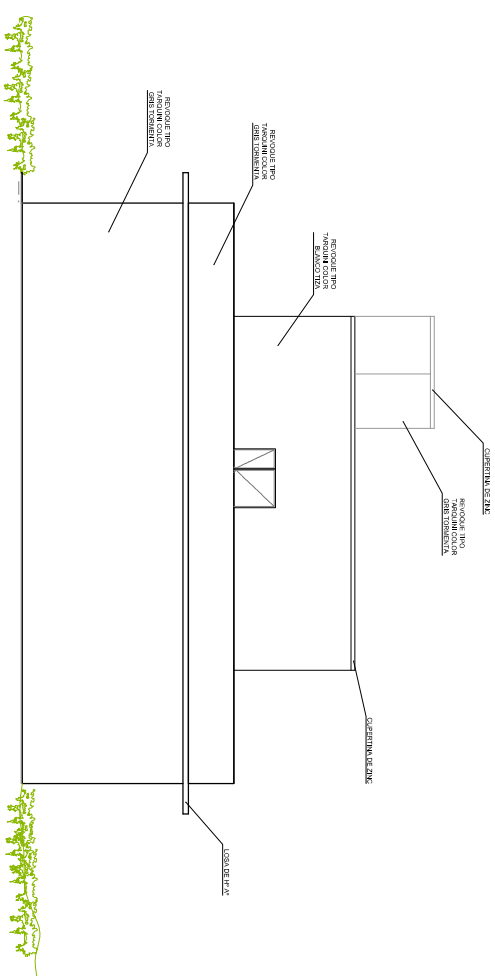 REVOQUE TIPO
TARQUINI COLOR
GRIS TORMENTA
REVOQUE TIPO
TARQUINI COLOR
GRIS TORMENTA
REVOQUE TIPO
TARQUINI COLOR
BLANCO TIZA
CUPERTINA DE ZINC
REVOQUE TIPO
TARQUINI COLOR
GRIS TORMENTA
CUPERTINA DE ZINC
LOSA DE Hº Aº